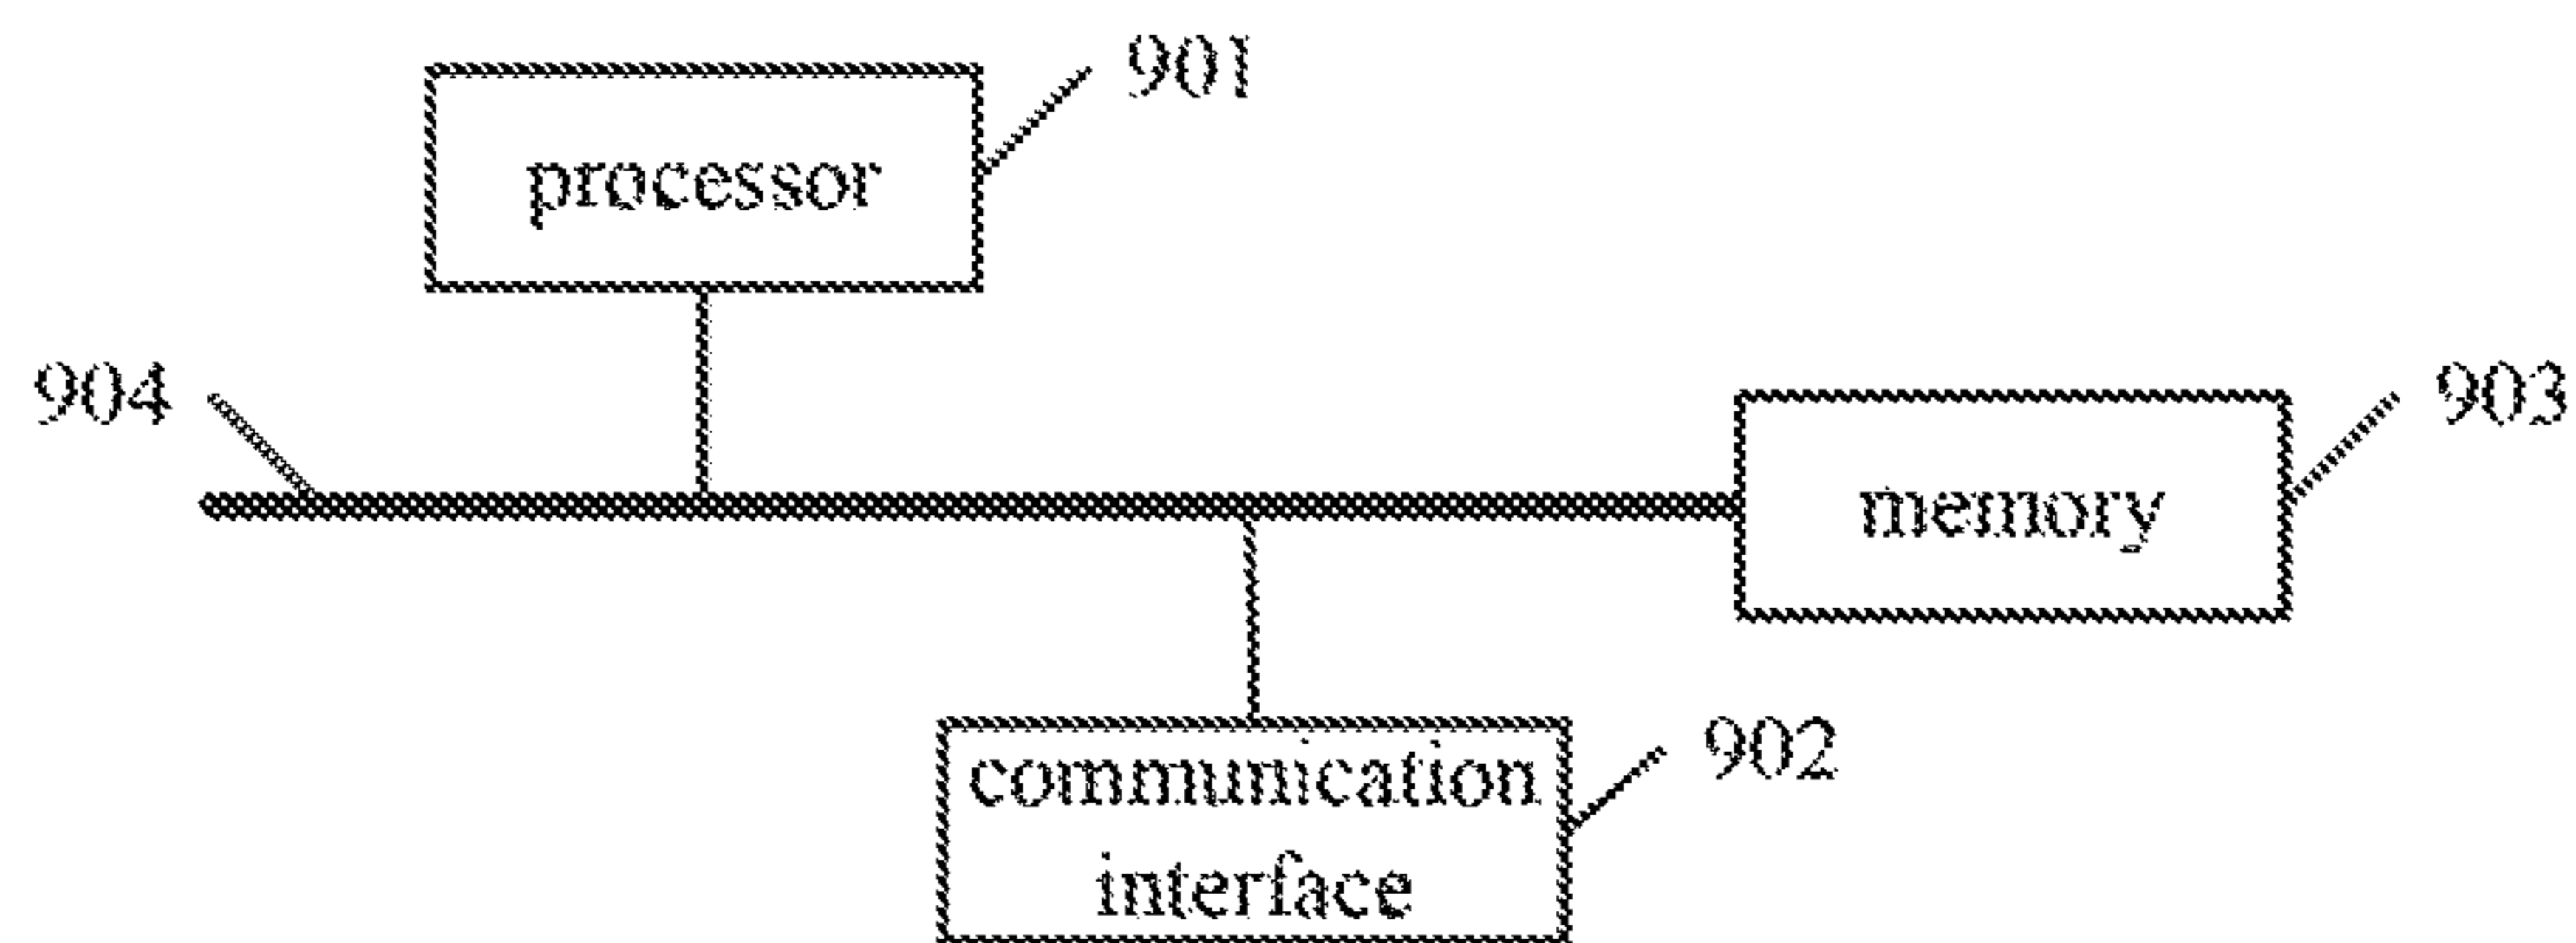 901
processor
904
903
memory
902
communication
interface